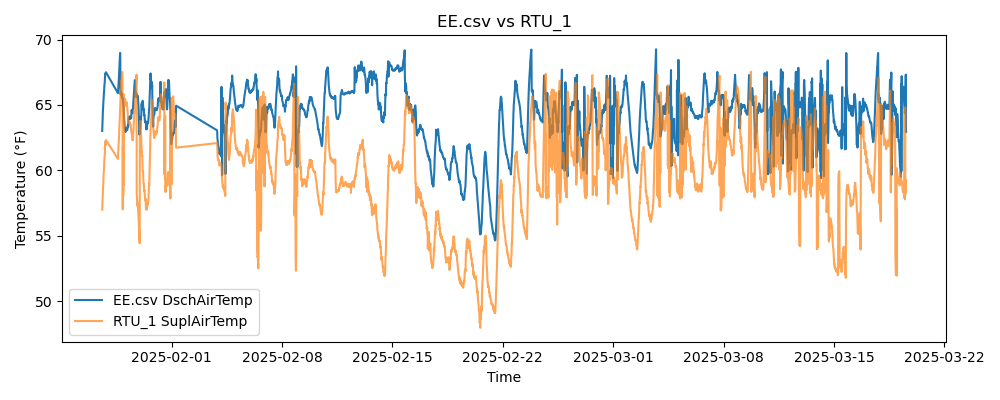 EE.csv vs RTU_1
Temperature (°F)
70
65
60
55
50
EE.csv DschAirTemp
RTU_1 SuplAirTemp
2025-02-01 2025-02-08 2025-02-15 2025-02-22 2025-03-01 2025-03-08 2025-03-15 2025-03-22
Time